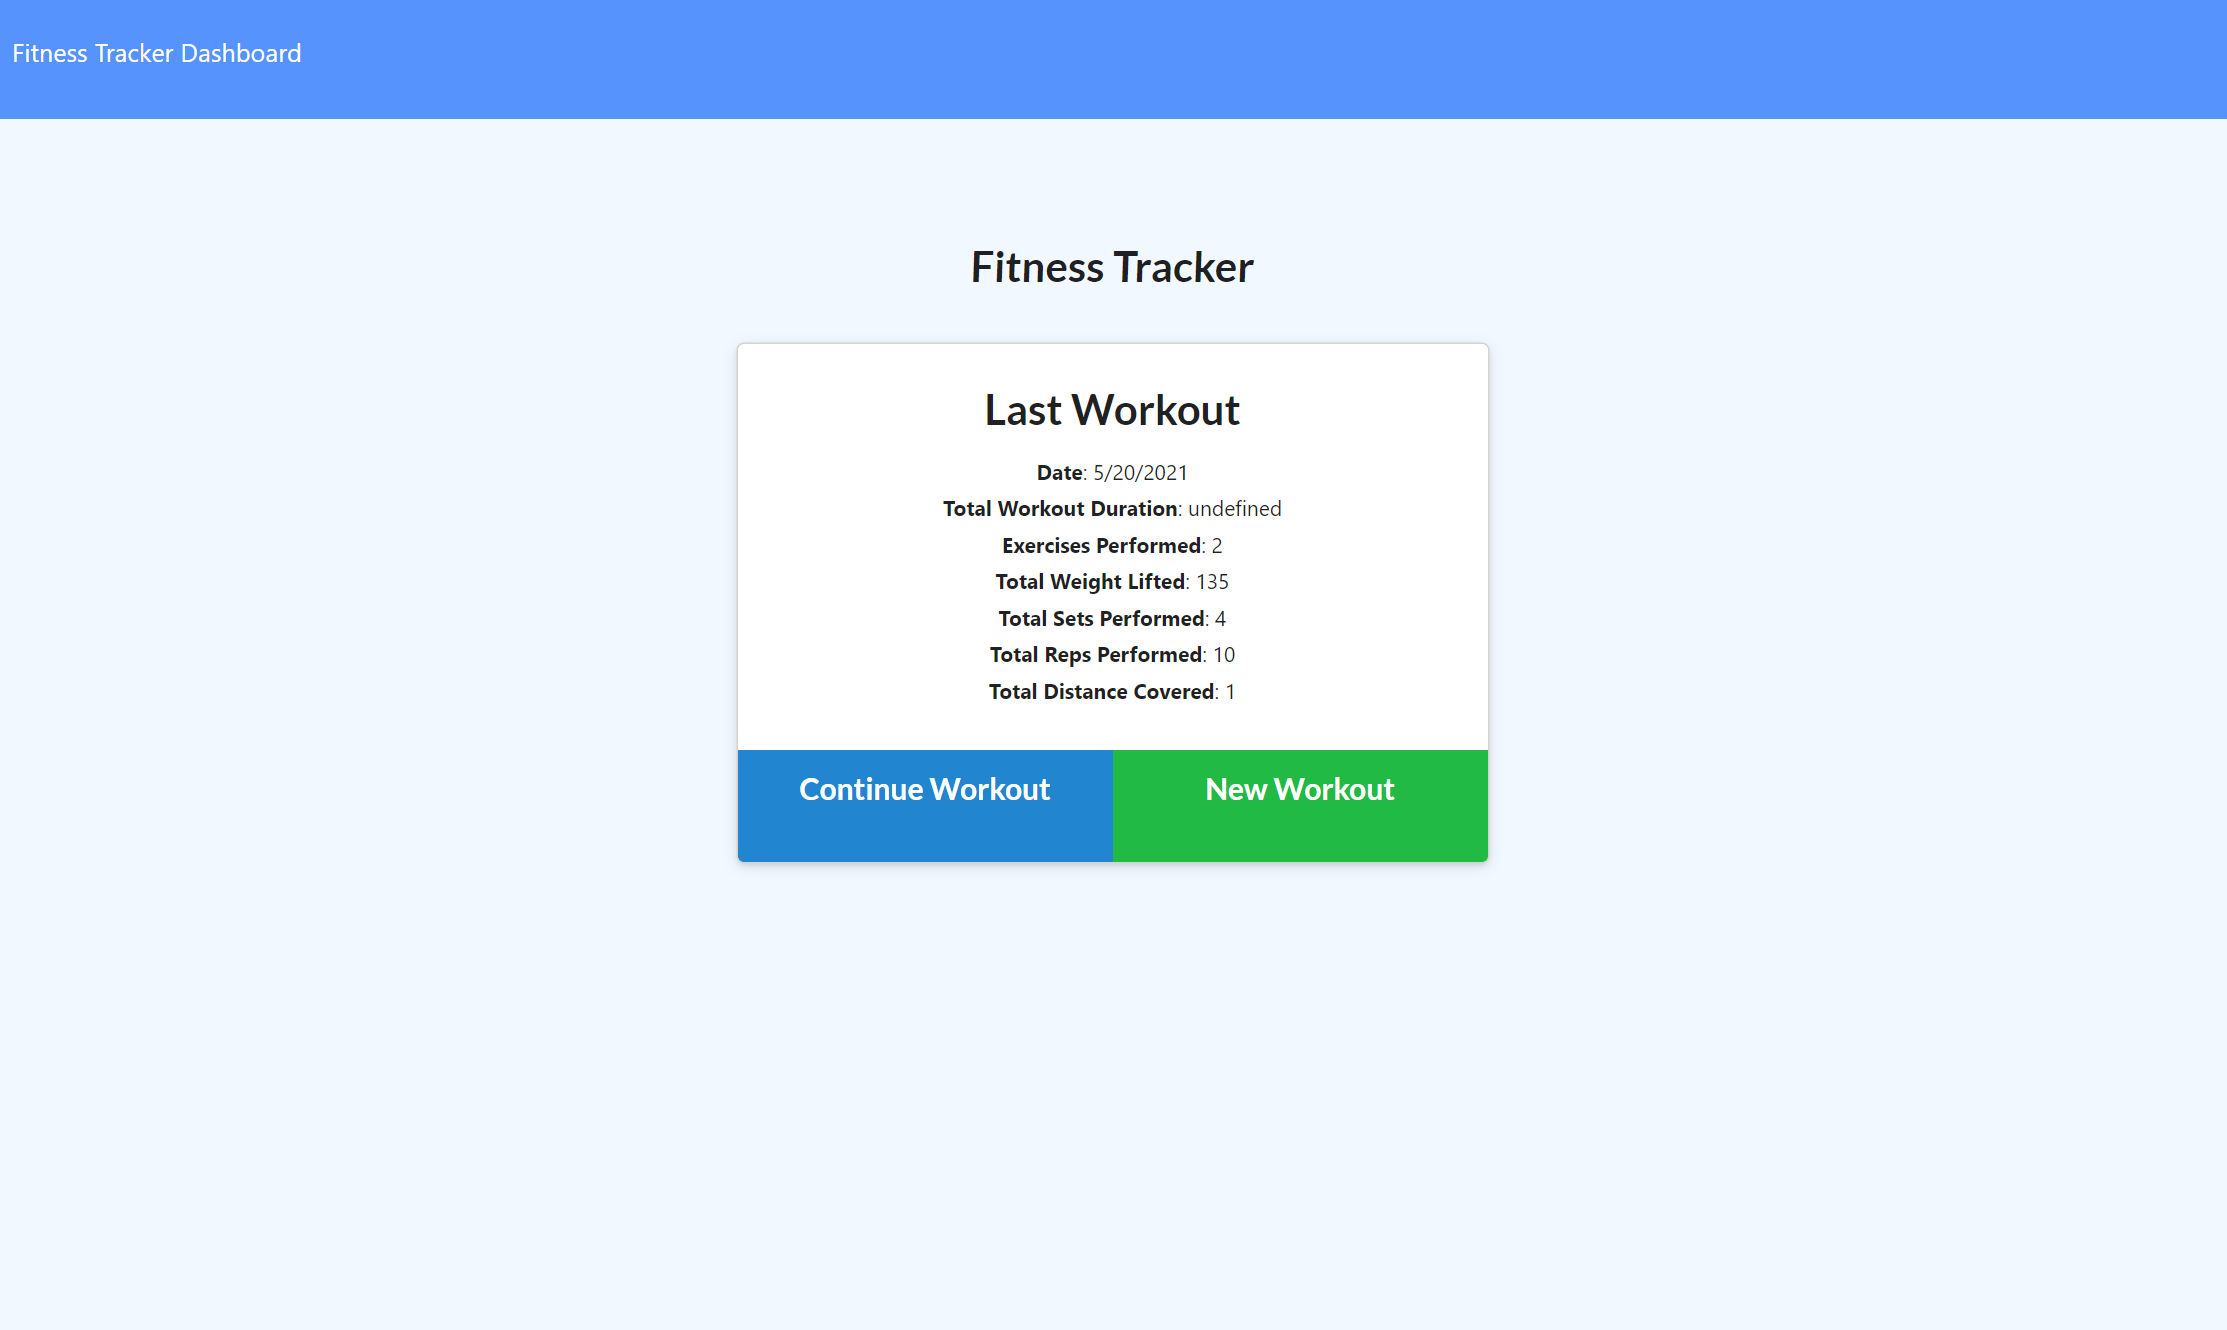 Fitness Tracker Dashboard
Fitness Tracker
Last Workout
Date: 5/20/2021
Total Workout Duration: undefined
Exercises Performed: 2
Total Weight Lifted: 135
Total Sets Performed: 4
Total Reps Performed: 10
Total Distance Covered: 1
Continue Workout
New Workout